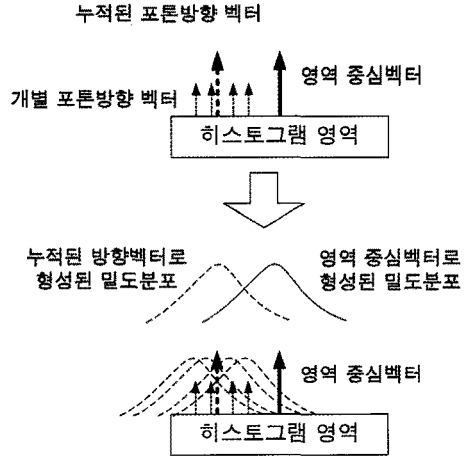 누적된 포톤방향 벡터
영역 중심벡터
개별 포톤방향 벡터
히스토그램 영역
누적된 방향벡터로
형성된 밀도분포
영역 중심벡터로
형성된 밀도분포
영역 중심벡터
히스토그램 영역